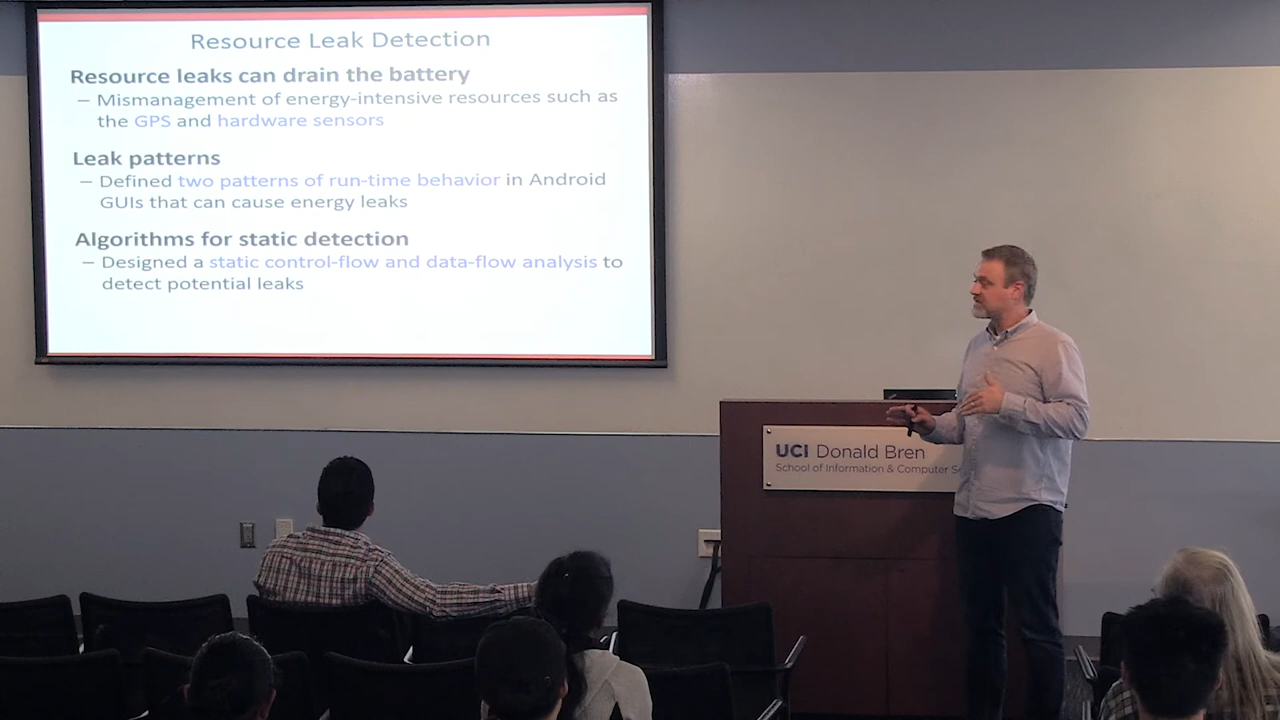 Resource Leak Detection
Resource leaks can drain the battery
– Mismanagement of energy-intensive resources such as
the GPS and hardware sensors
Leak patterns
– Defined two patterns of run-time behavior in Android
GUIs that can cause energy leaks
Algorithms for static detection
– Designed a static control-flow and data-flow analysis to
detect potential leaks
UCI Donald Bren
School of Information & Computer